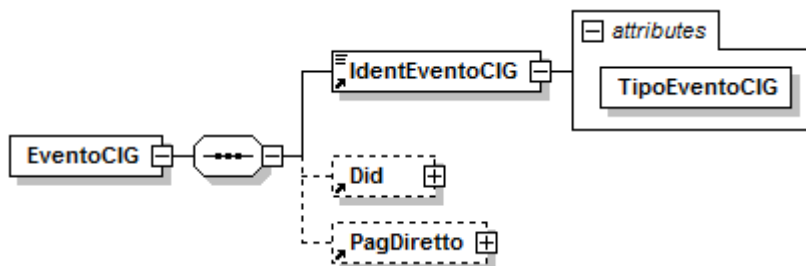 attributes
IdentEventoCIG
TipoEventoCIG
EventoCIG
Did
PagDiretto